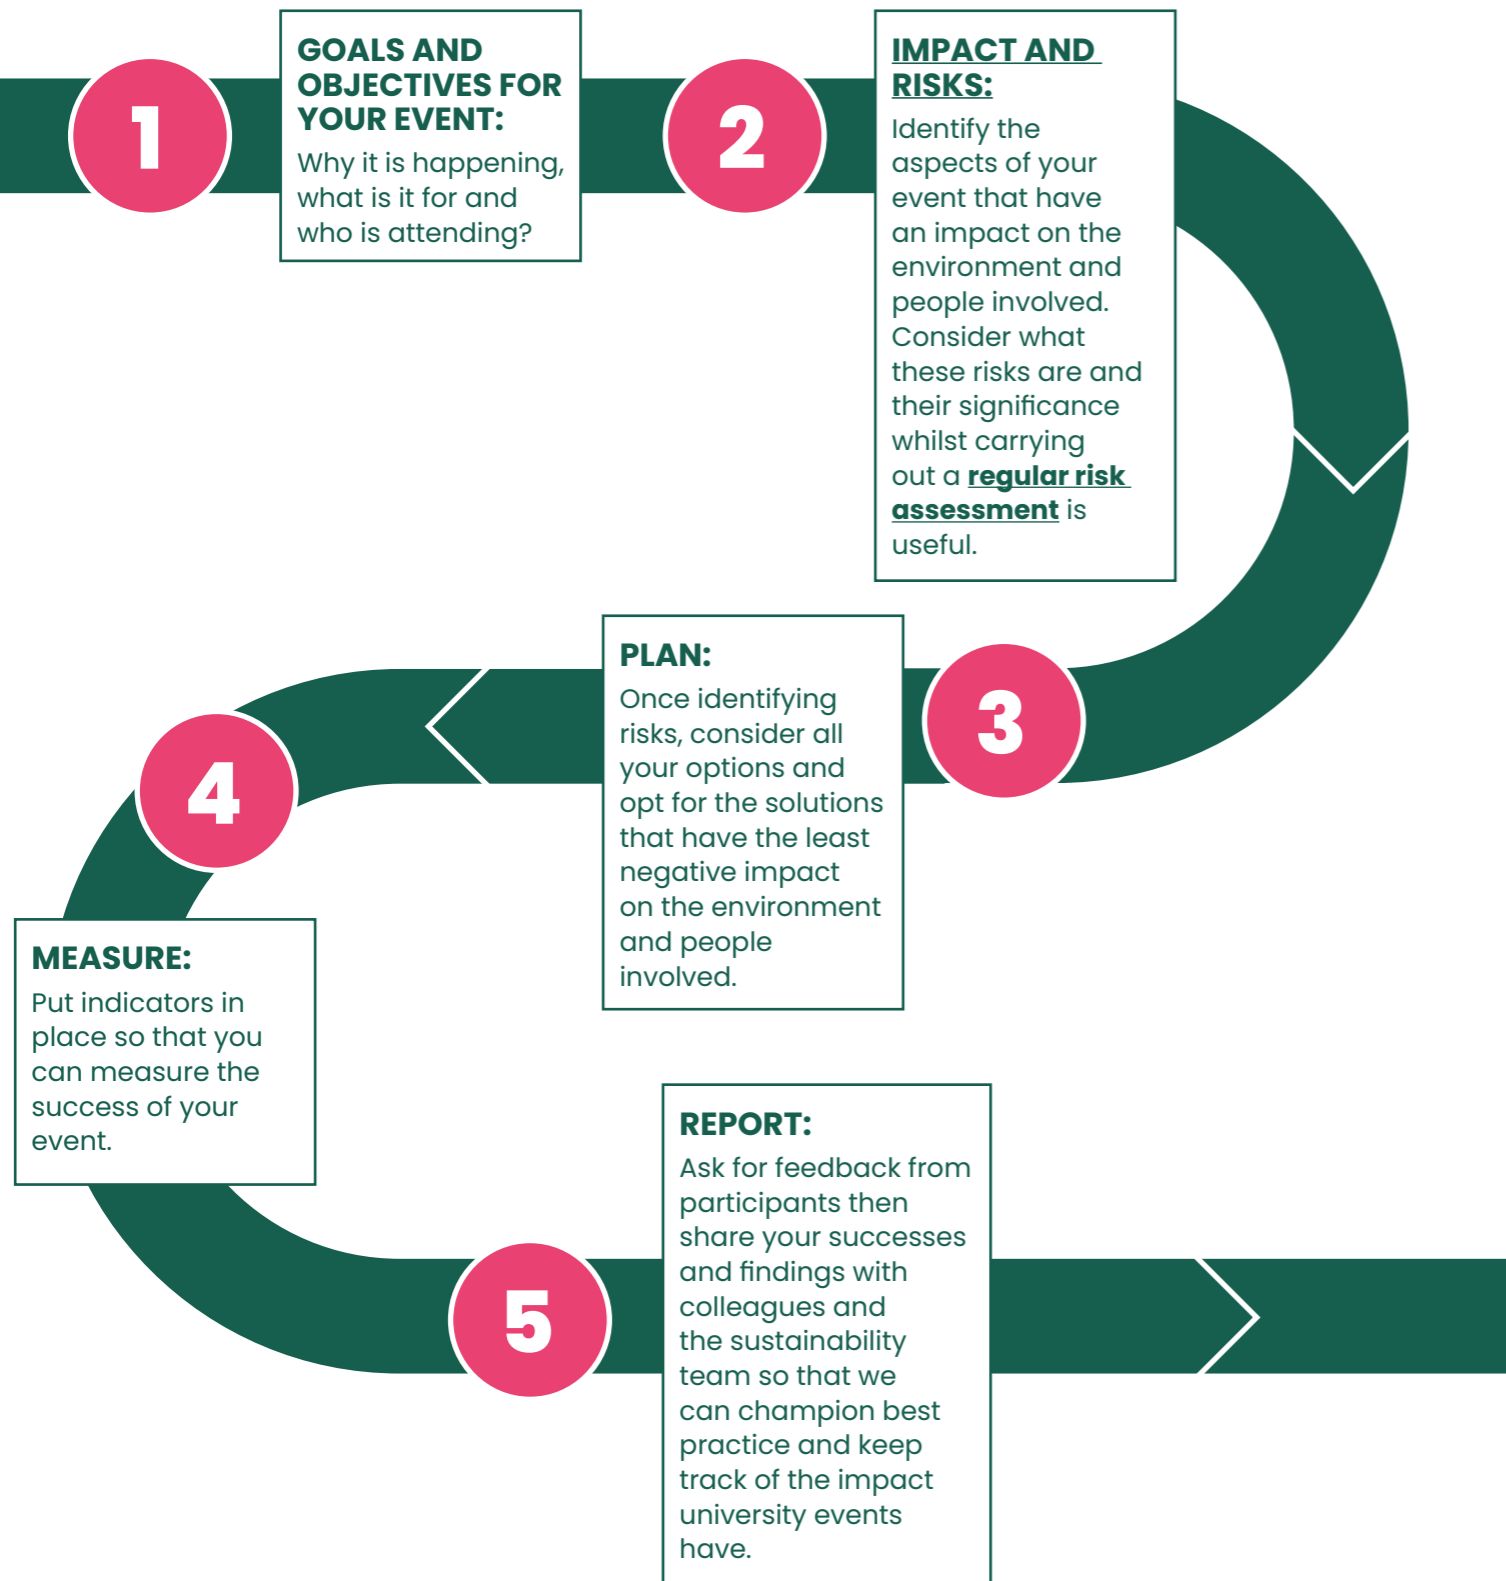 1
GOALS AND
OBJECTIVES FOR
YOUR EVENT:
Why it is happening,
what is it for and
who is attending?
2
IMPACT AND
RISKS:
Identify the
aspects of your
event that have
an impact on the
environment and
people involved.
Consider what
these risks are and
their significance
whilst carrying
out a regular risk
assessment is
useful.
3
PLAN:
Once identifying
risks, consider all
your options and
opt for the solutions
that have the least
negative impact
on the environment
and people
involved.
4
MEASURE:
Put indicators in
place so that you
can measure the
success of your
event.
5
REPORT:
Ask for feedback from
participants then
share your successes
and findings with
colleagues and
the sustainability
team so that we
can champion best
practice and keep
track of the impact
university events
have.